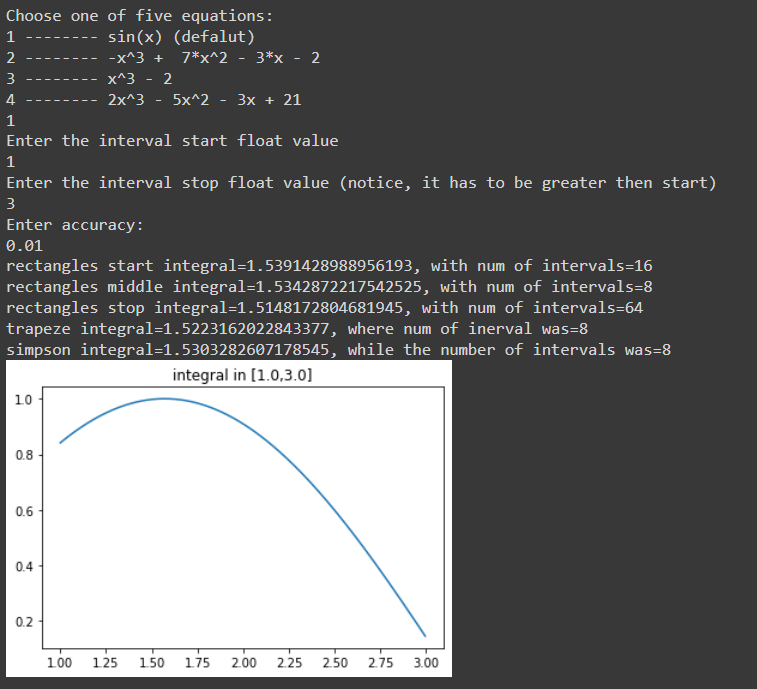 Choose one of five equations:
1 -------- sin(x) (defalut)
2 -------- -x^3 +  7*x^2 - 3*x - 2
3 -------- x^3 - 2
4 -------- 2x^3 - 5x^2 - 3x + 21
1
Enter the interval start float value
1
Enter the interval stop float value (notice, it has to be greater then start)
3
Enter accuracy:
0.01
rectangles start integral=1.5391428988956193, with num of intervals=16
rectangles middle integral=1.5342872217542525, with num of intervals=8
rectangles stop integral=1.5148172804681945, with num of intervals=64
trapeze integral=1.5223162022843377, where num of inerval was=8
simpson integral=1.5303282607178545, while the number of intervals was=8
integral in [1.0,3.0]
1.0
0.8
0.6
0.4
0.2
1.00 1.25 1.50 1.75 2.00 2.25 2.50 2.75 3.00